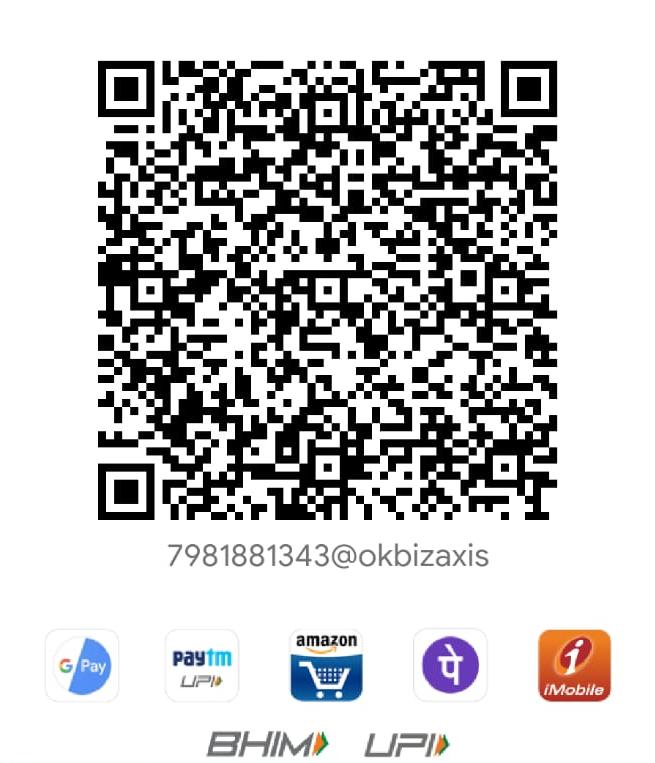 7981881343@okbizaxis
G Pay
paytm
UPI
amazon
पे
i
iMobile
BHIM UPI